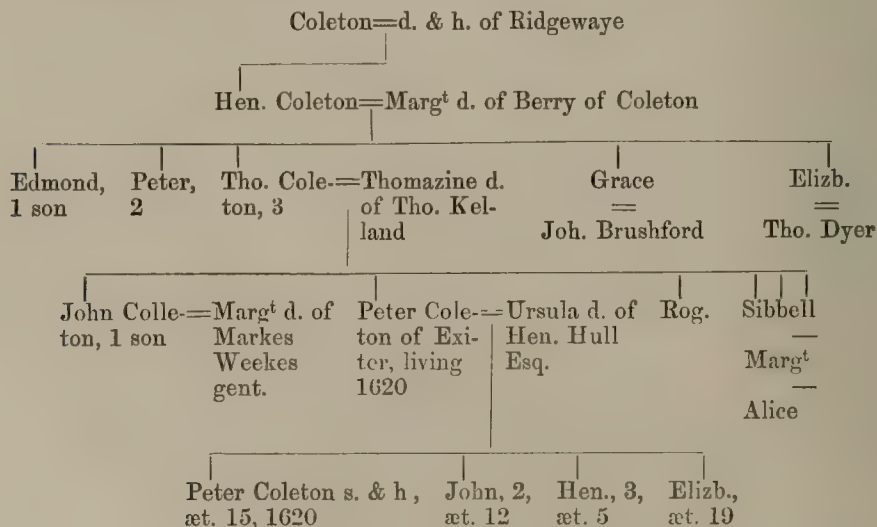 Coleton=d. & h. of Ridgewaye
Hen. Coleton=Margᵗ d. of Berry of Coleton
Edmond, Peter, Tho. Cole-=Thomazine d. Grace Elizb.
1 son 2 ton, 3 of Tho. Kel- = =
land Joh. Brushford Tho. Dyer
John Colle-=Margᵗ d. of Peter Cole-=Ursula d. of Rog. Sibbell
ton, 1 son Markes ton of Exi- Hen. Hull —
Weekes ter, living Esq. Margᵗ
gent. 1620 —
Alice
Peter Coleton s. & h, John, 2, Hen., 3, Elizb.,
æt. 15, 1620 æt. 12 æt. 5 æt. 19